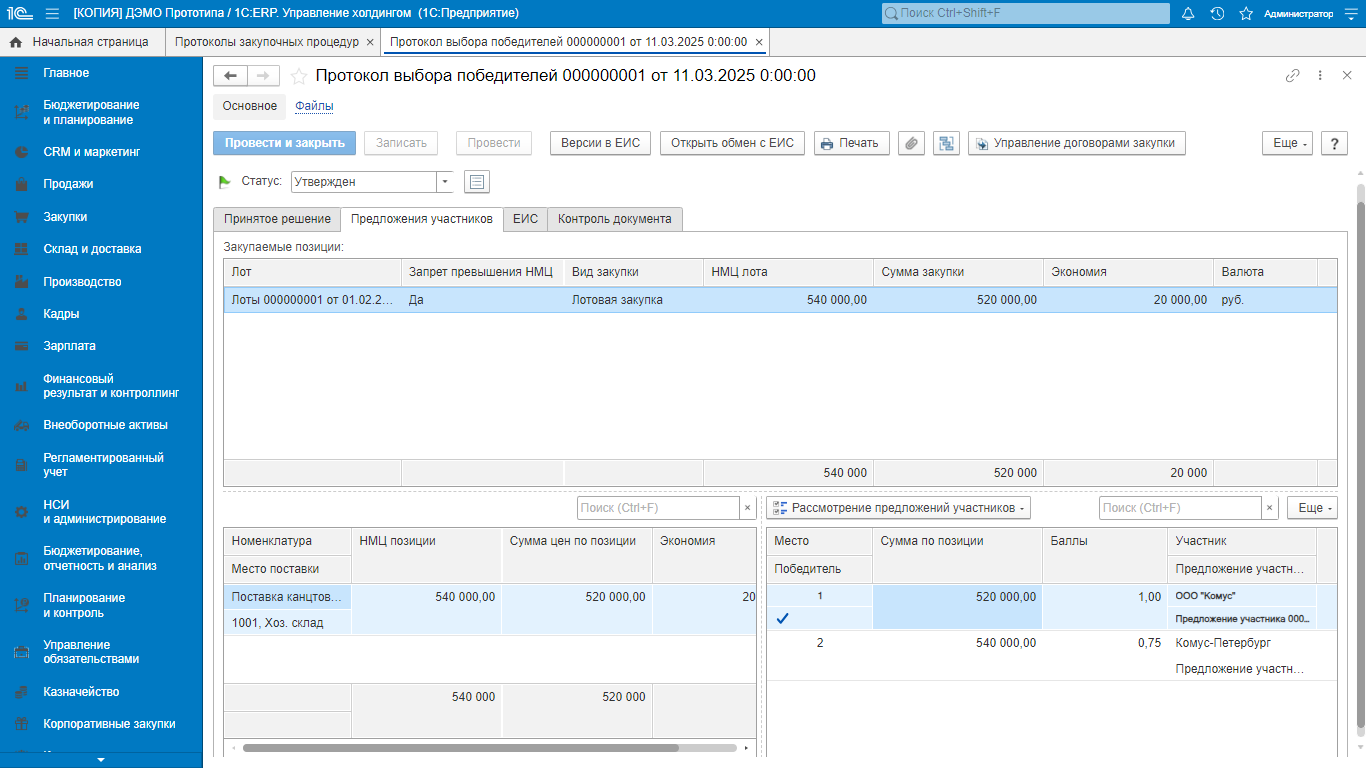 1С [КОПИЯ] ДЭМО Прототипа / 1С:ERP. Управление холдингом (1С:Предприятие) Поиск Ctrl+Shift+F Администратор
Начальная страница Протоколы закупочных процедур × Протокол выбора победителей 000000001 от 11.03.2025 0:00:00 ×
Главное
Бюджетирование
и планирование
CRM и маркетинг
Продажи
Закупки
Склад и доставка
Производство
Кадры
Зарплата
Финансовый
результат и контроллинг
Внеоборотные активы
Регламентированный
учет
НСИ
и администрирование
Бюджетирование,
отчетность и анализ
Планирование
и контроль
Управление
обязательствами
Казначейство
Корпоративные закупки
Протокол выбора победителей 000000001 от 11.03.2025 0:00:00
Основное Файлы
Провести и закрыть Записать Провести Версии в ЕИС Открыть обмен с ЕИС Печать Управление договорами закупки Еще ?
Статус: Утвержден
Принятое решение Предложения участников ЕИС Контроль документа
Закупаемые позиции:
Лот Запрет превышения НМЦ Вид закупки НМЦ лота Сумма закупки Экономия Валюта
Лоты 000000001 от 01.02.2... Да Лотовая закупка 540 000,00 520 000,00 20 000,00 руб.
540 000 520 000 20 000
Поиск (Ctrl+F) ×
Номенклатура НМЦ позиции Сумма цен по позиции Экономия
Место поставки
Поставка канцтов... 540 000,00 520 000,00 20
1001, Хоз. склад
540 000 520 000
Рассмотрение предложений участников Поиск (Ctrl+F) × Еще
Место Сумма по позиции Баллы Участник
Победитель Предложение участн...
1 520 000,00 1,00 ООО "Комус"
Предложение участника 000...
2 540 000,00 0,75 Комус-Петербург
Предложение участн...